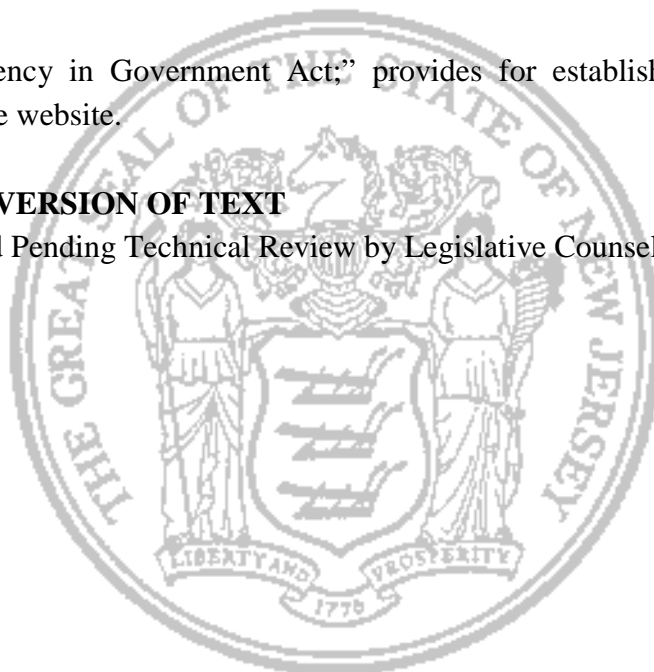 ency in Government Act;” provides for establish
e website.
VERSION OF TEXT
d Pending Technical Review by Legislative Counsel
THE GREAT SEAL OF THE STATE OF NEW JERSEY
LIBERTY AND PROSPERITY
1776